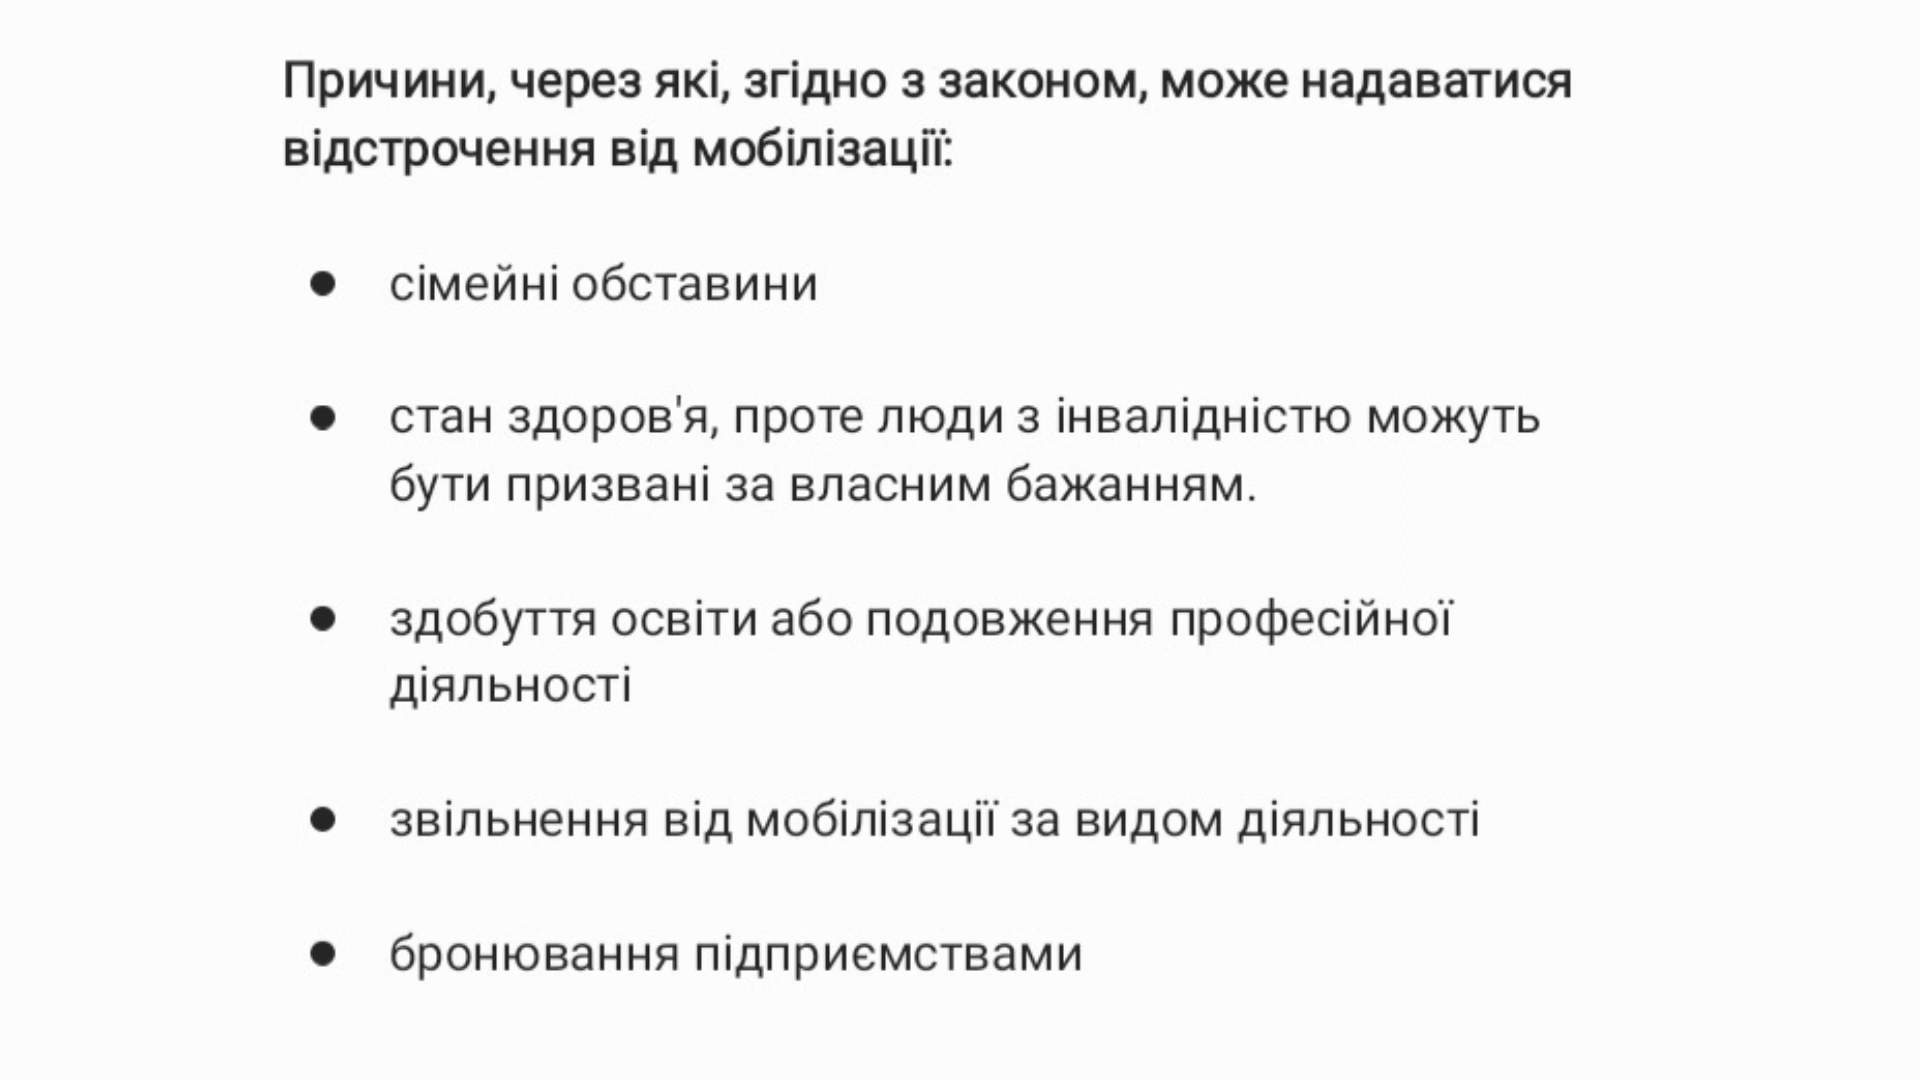 Причини, через які, згідно з законом, може надаватися
відстрочення від мобілізації:
● сімейні обставини
● стан здоров'я, проте люди з інвалідністю можуть
бути призвані за власним бажанням.
● здобуття освіти або подовження професійної
діяльності
● звільнення від мобілізації за видом діяльності
● бронювання підприємствами